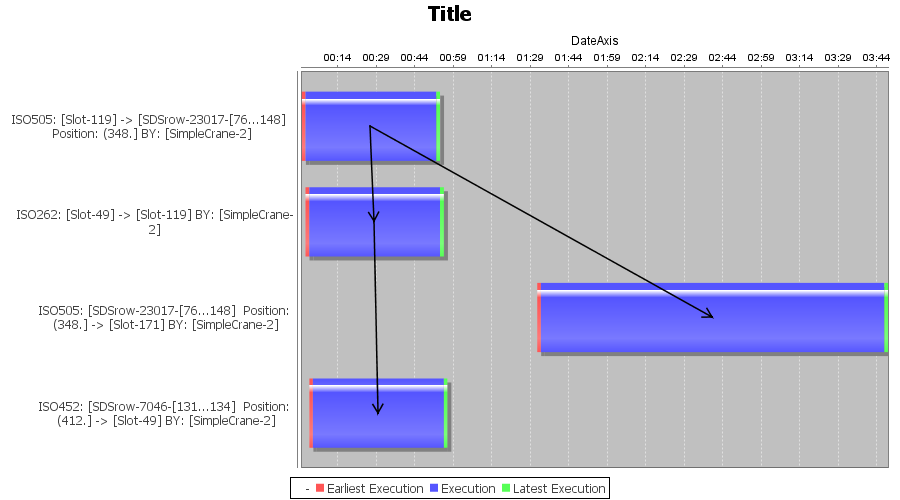 Title
DateAxis
00:14 00:29 00:44 00:59 01:14 01:29 01:44 01:59 02:14 02:29 02:44 02:59 03:14 03:29 03:44
ISO505: [Slot-119] -> [SDSrow-23017-[76...148]
Position: (348.] BY: [SimpleCrane-2]
ISO262: [Slot-49] -> [Slot-119] BY: [SimpleCrane-
2]
ISO505: [SDSrow-23017-[76...148] Position:
(348.] -> [Slot-171] BY: [SimpleCrane-2]
ISO452: [SDSrow-7046-[131...134] Position:
(412.] -> [Slot-49] BY: [SimpleCrane-2]
- Earliest Execution Execution Latest Execution